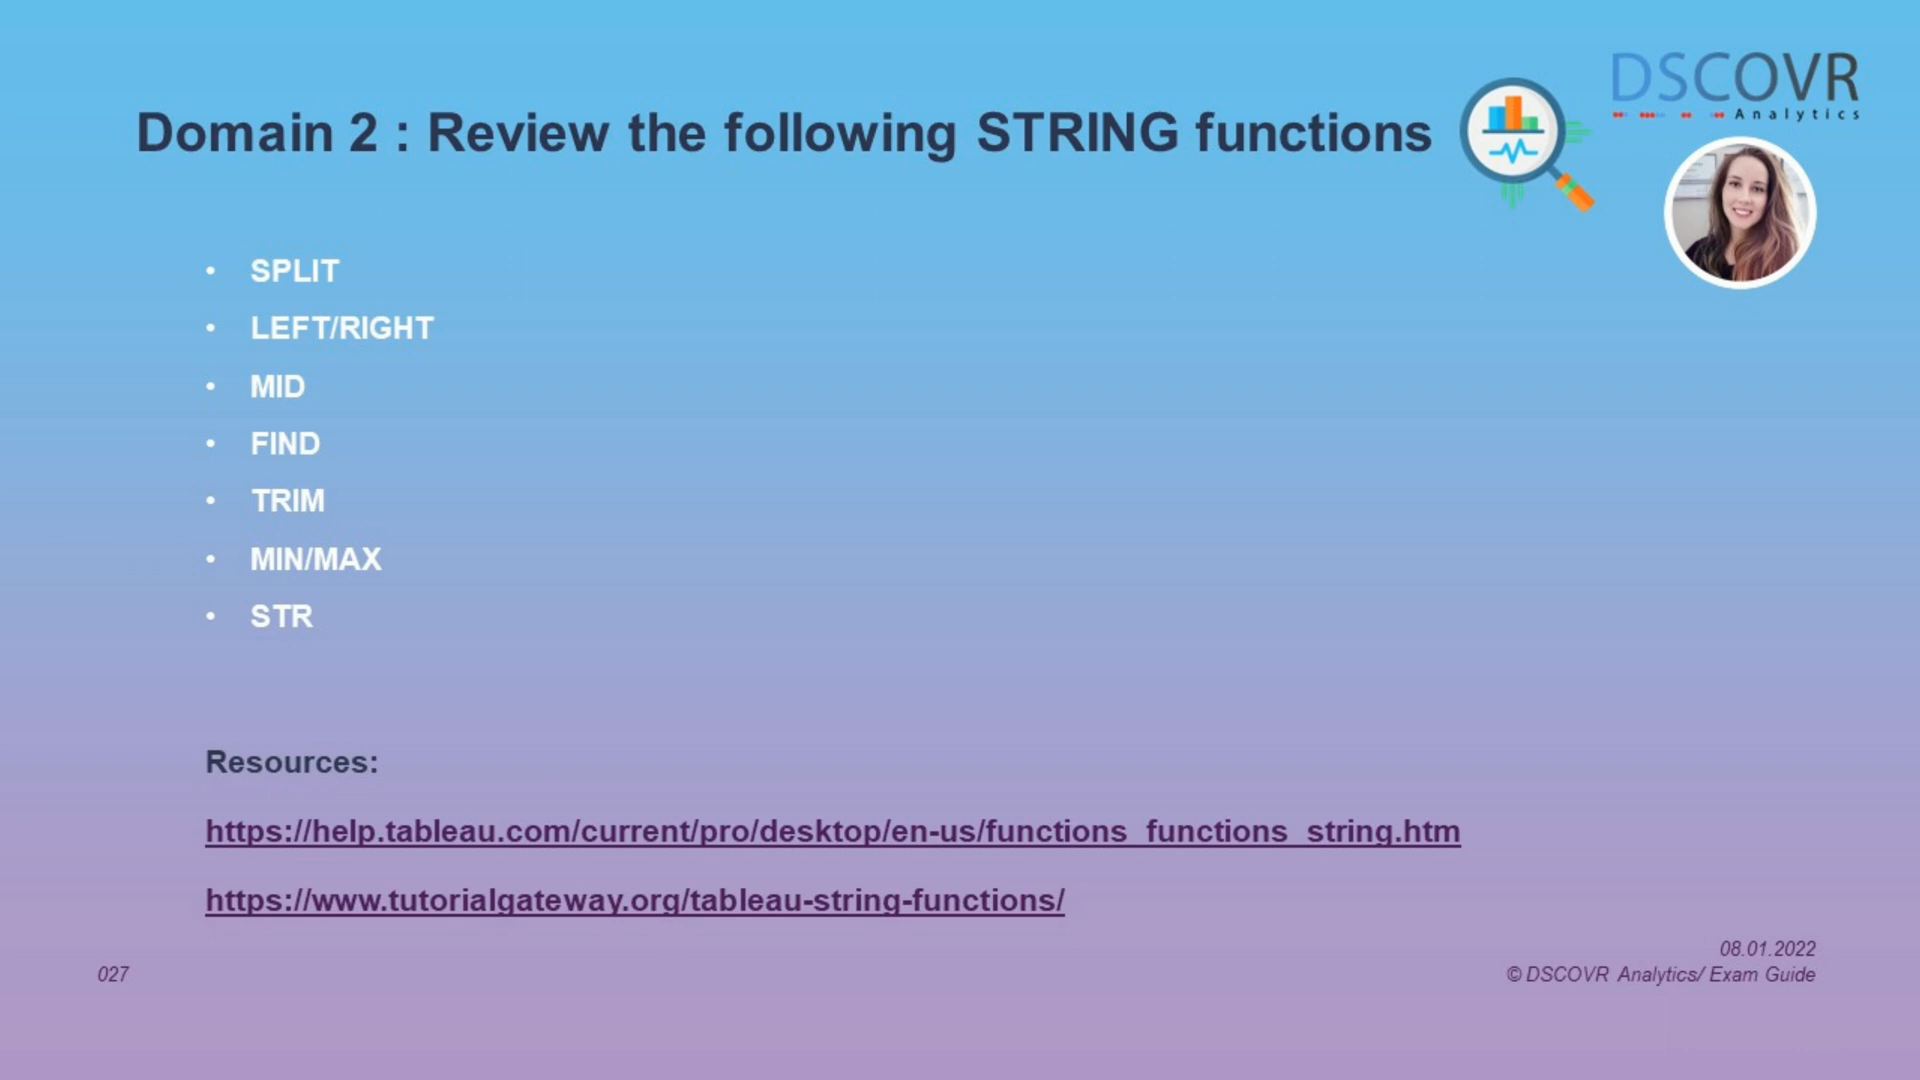 DSCOVR
Analytics
Domain 2 : Review the following STRING functions
• SPLIT
• LEFT/RIGHT
• MID
• FIND
• TRIM
• MIN/MAX
• STR
Resources:
https://help.tableau.com/current/pro/desktop/en-us/functions_functions_string.htm
https://www.tutorialgateway.org/tableau-string-functions/
08.01.2022
027
© DSCOVR Analytics/ Exam Guide